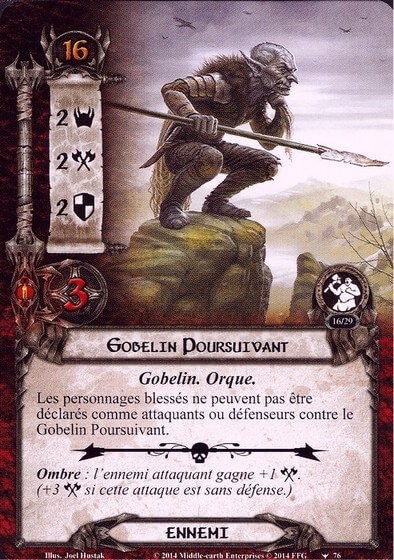 16
2
2
2
3
16/29
Gobelin Poursuivant
Gobelin. Orque.
Les personnages blessés ne peuvent pas être
déclarés comme attaquants ou défenseurs contre le
Gobelin Poursuivant.
Ombre : l'ennemi attaquant gagne +1
(+3 si cette attaque est sans défense.)
ENNEMI
Illus. Joel Hustak © 2014 Middle-earth Enterprises © 2014 FFG 76